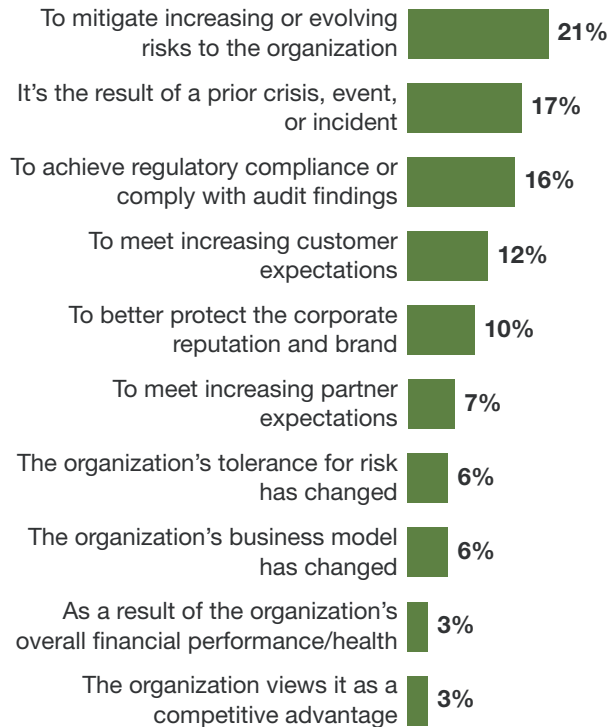 To mitigate increasing or evolving
risks to the organization
21%
It’s the result of a prior crisis, event,
or incident
17%
To achieve regulatory compliance or
comply with audit findings
16%
To meet increasing customer
expectations
12%
To better protect the corporate
reputation and brand
10%
To meet increasing partner
expectations
7%
The organization’s tolerance for risk
has changed
6%
The organization’s business model
has changed
6%
As a result of the organization’s
overall financial performance/health
3%
The organization views it as a
competitive advantage
3%